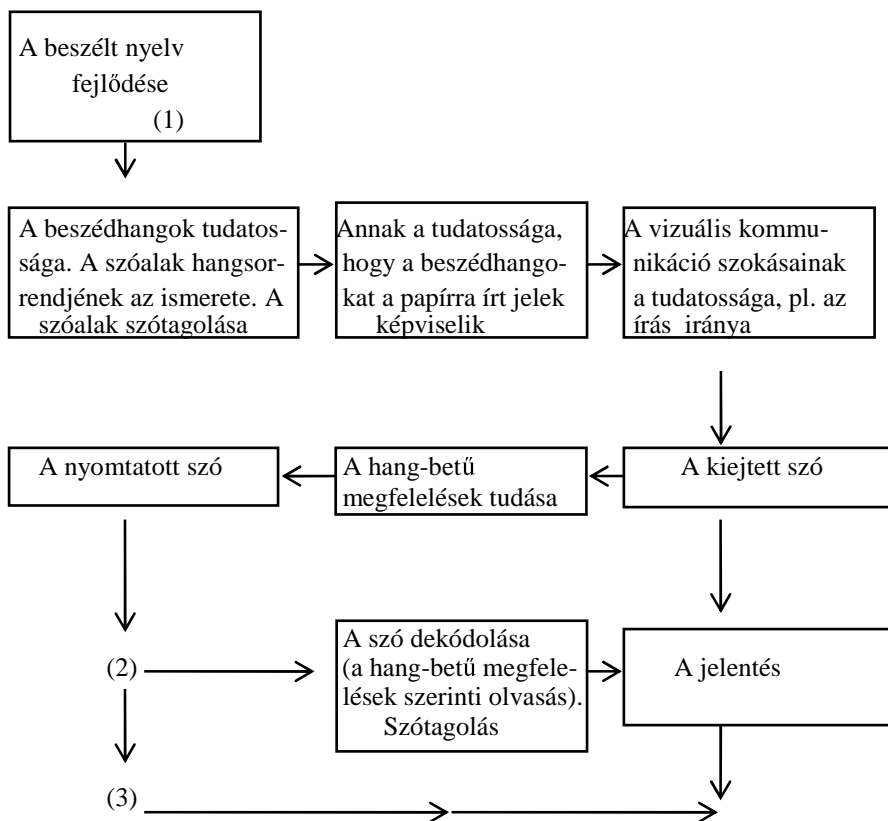 A beszélt nyelv
fejlődése
(1)
A beszédhangok tudatos-
sága. A szóalak hangsor-
rendjének az ismerete. A
szóalak szótagolása
Annak a tudatossága,
hogy a beszédhango-
kat a papírra írt jelek
képviselik
A vizuális kommu-
nikáció szokásainak
a tudatossága, pl. az
írás iránya
A nyomtatott szó
A hang-betű
megfelelések tudása
A kiejtett szó
(2)
A szó dekódolása
(a hang-betű megfele-
lések szerinti olvasás).
Szótagolás
A jelentés
(3)